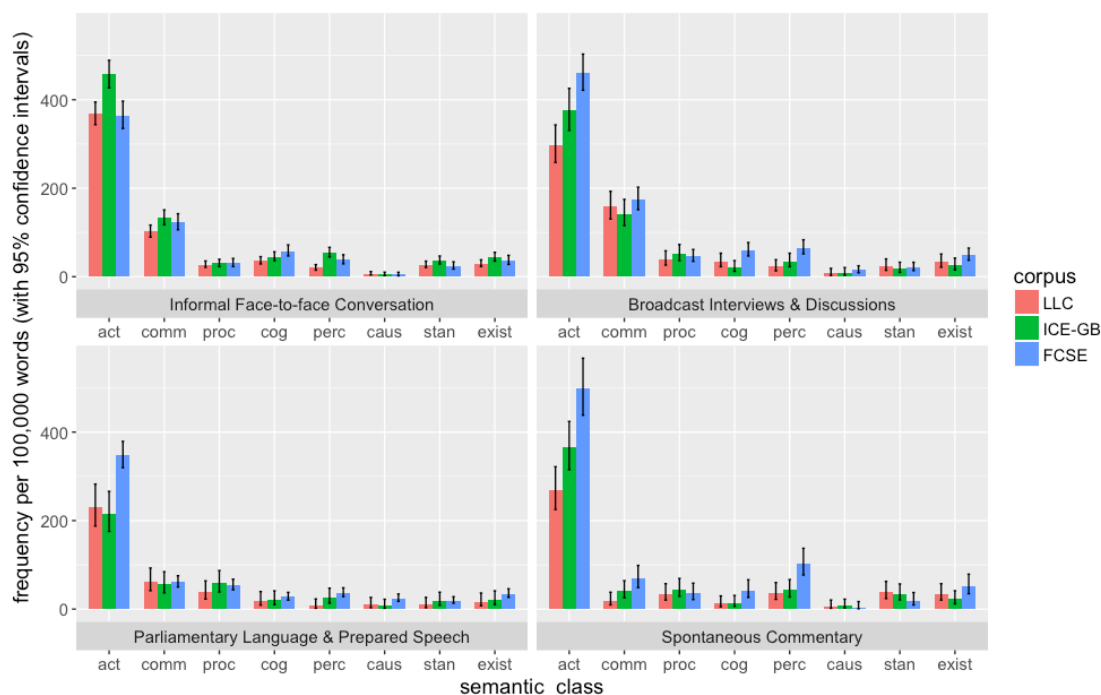 frequency per 100,000 words (with 95% confidence intervals)
400
200
0
Informal Face-to-face Conversation
Broadcast Interviews & Discussions
act comm proc cog perc caus stan exist
act comm proc cog perc caus stan exist
400
200
0
Parliamentary Language & Prepared Speech
Spontaneous Commentary
act comm proc cog perc caus stan exist
act comm proc cog perc caus stan exist
semantic_class
corpus
LLC
ICE-GB
FCSE